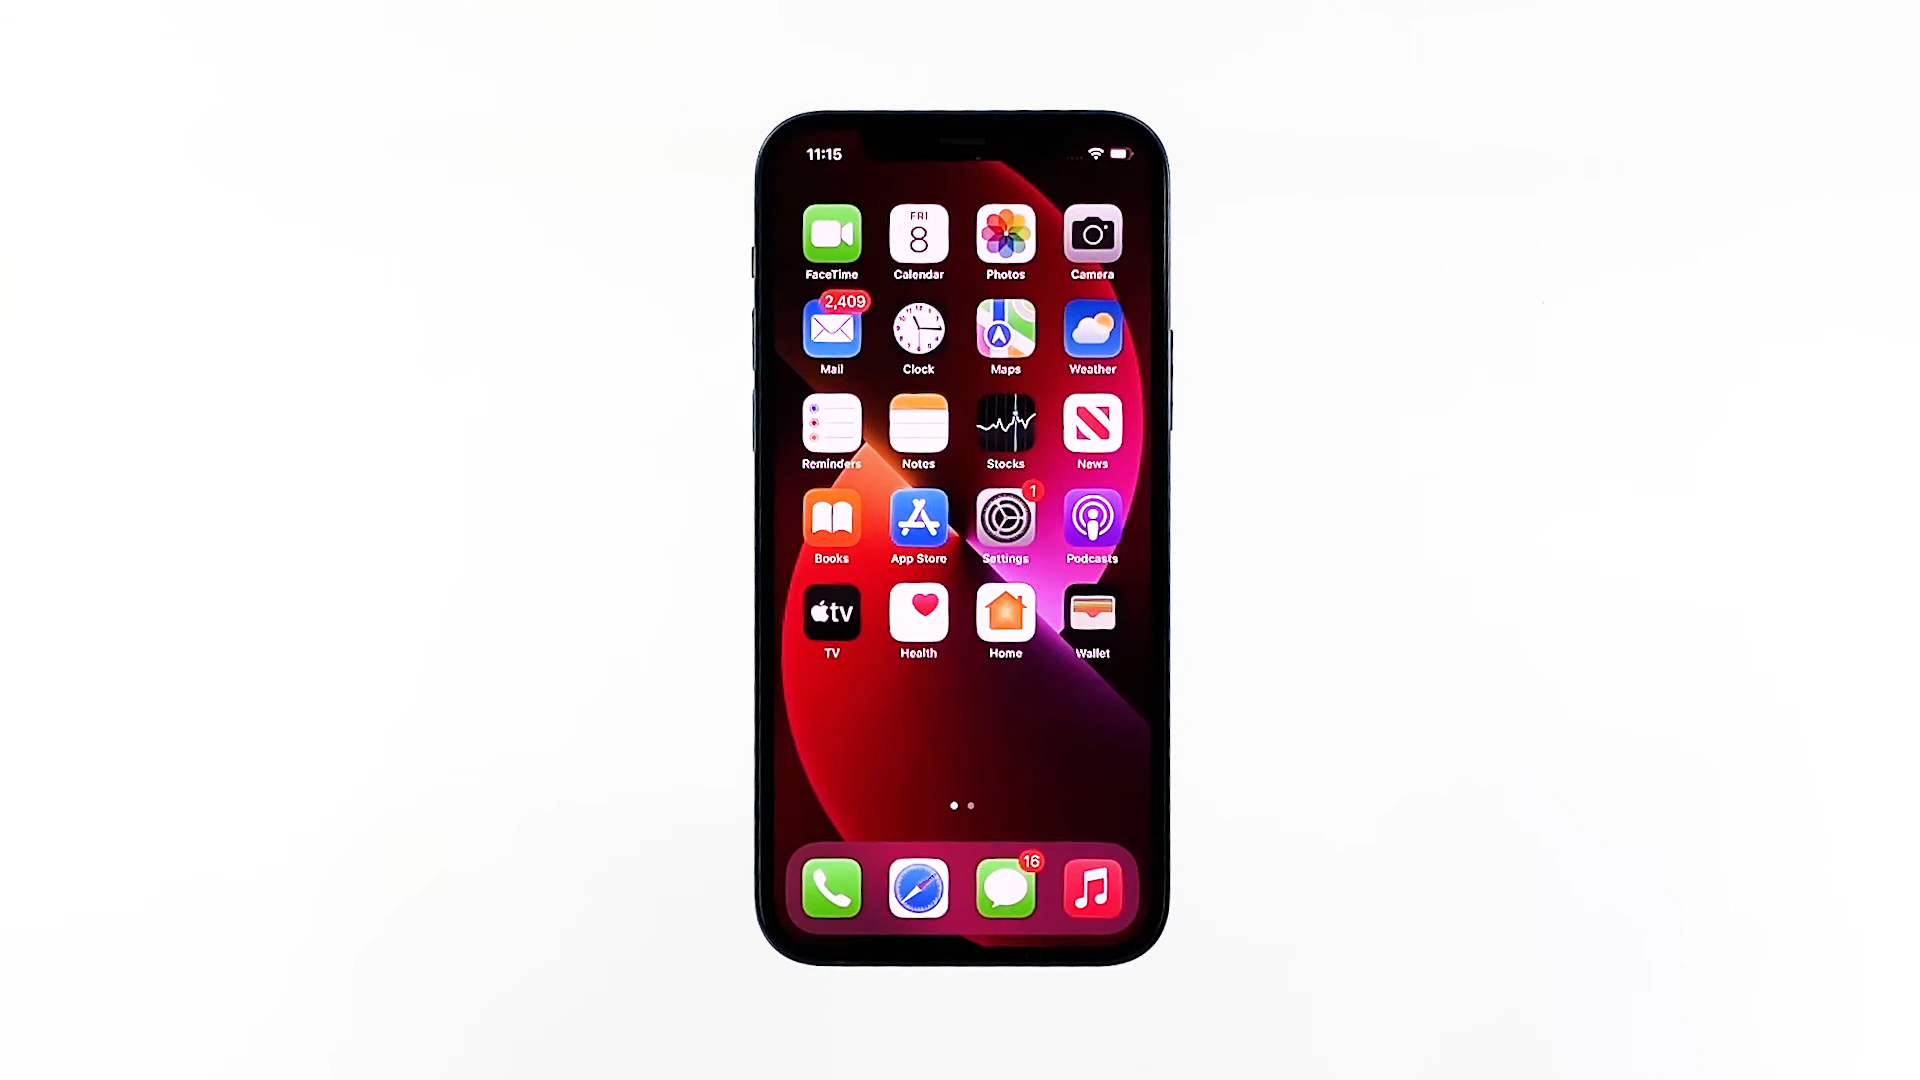 11:15
FRI
8
FaceTime Calendar Photos Camera
2,409
Mail Clock Maps Weather
Reminders Notes Stocks News
1
Books App Store Settings Podcasts
tv
TV Health Home Wallet
16